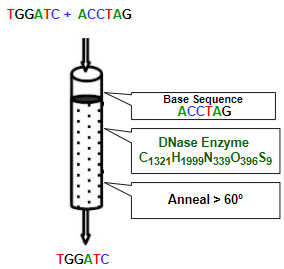 TGGATC + ACCTAG
Base Sequence
ACCTAG
DNase Enzyme
C₁₃₂₁H₁₉₉₉N₃₃₉O₃₉₆S₉
Anneal > 60º
TGGATC